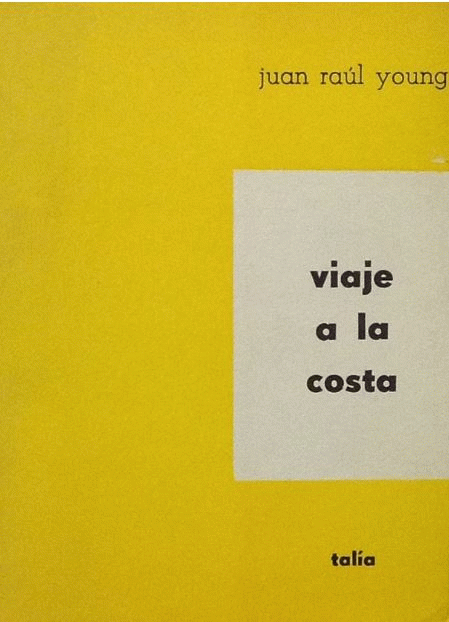 juan raúl young
viaje
a la
costa
talía